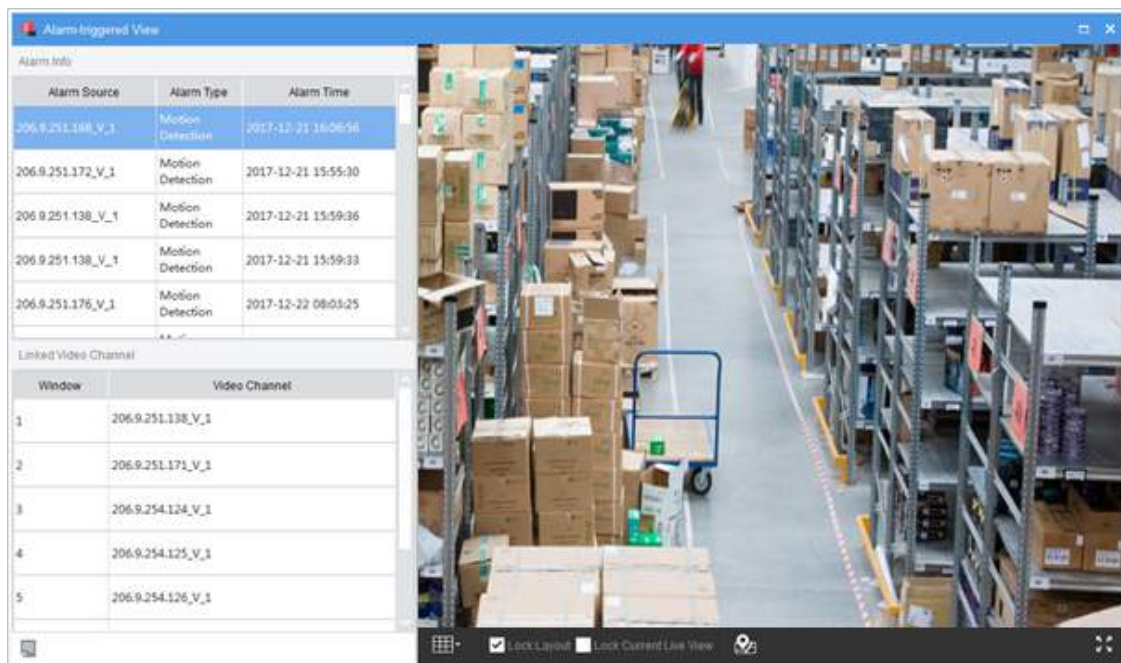 Alarm-triggered View
Alarm Info
Alarm Source Alarm Type Alarm Time
206.9.251.188_V_1 Motion Detection 2017-12-21 16:06:56
206.9.251.172_V_1 Motion Detection 2017-12-21 15:55:30
206.9.251.138_V_1 Motion Detection 2017-12-21 15:59:36
206.9.251.138_V_1 Motion Detection 2017-12-21 15:59:33
206.9.251.176_V_1 Motion Detection 2017-12-22 08:03:25
Linked Video Channel
Window Video Channel
1 206.9.251.138_V_1
2 206.9.251.171_V_1
3 206.9.254.124_V_1
4 206.9.254.125_V_1
5 206.9.254.126_V_1
Lock Layout Lock Current Live View